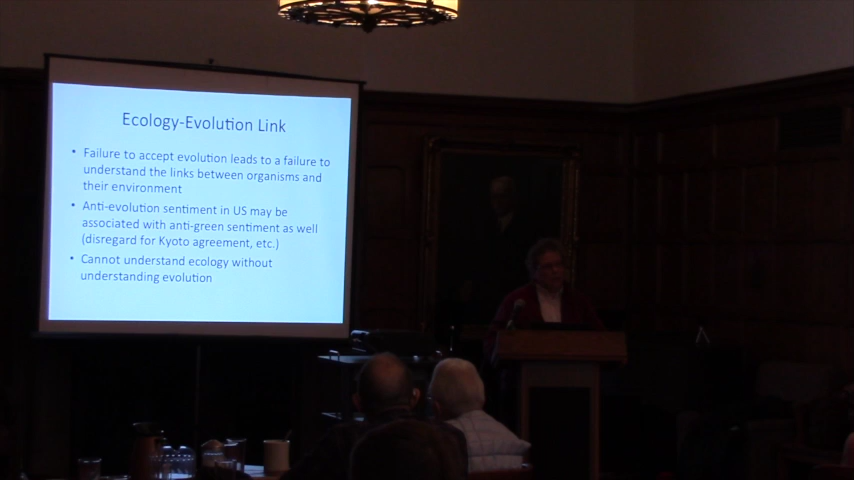 Ecology-Evolution Link
• Failure to accept evolution leads to a failure to
understand the links between organisms and
their environment
• Anti-evolution sentiment in US may be
associated with anti-green sentiment as well
(disregard for Kyoto agreement, etc.)
• Cannot understand ecology without
understanding evolution